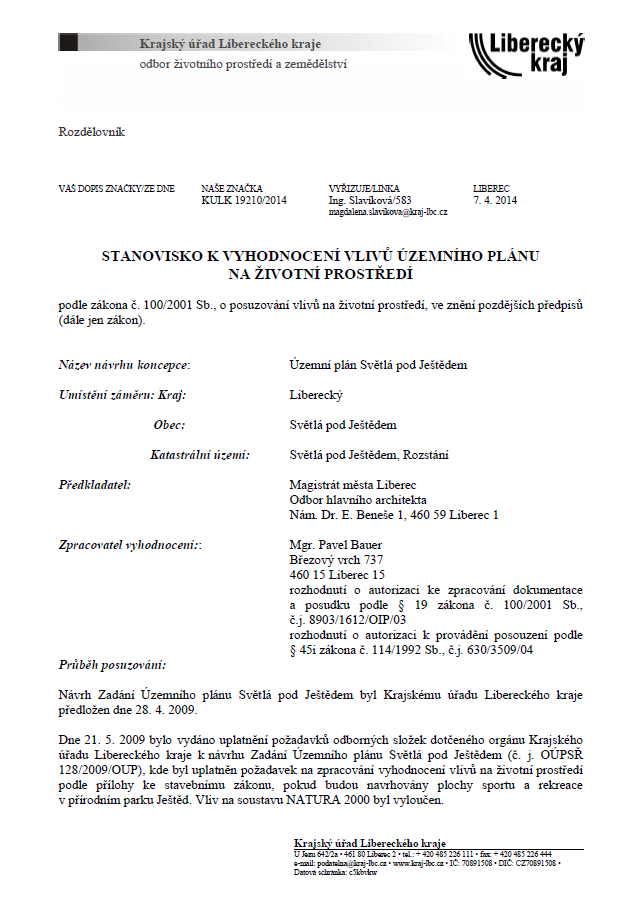 Krajský úřad Libereckého kraje
odbor životního prostředí a zemědělství
Liberecký
kraj
Rozdělovník
VÁŠ DOPIS ZNAČKY/ZE DNE NAŠE ZNAČKA VYŘIZUJE/LINKA LIBEREC
KULK 19210/2014 Ing. Slavíková/583 7. 4. 2014
magdalena.slavikova@kraj-lbc.cz
STANOVISKO K VYHODNOCENÍ VLIVŮ ÚZEMNÍHO PLÁNU
NA ŽIVOTNÍ PROSTŘEDÍ
podle zákona č. 100/2001 Sb., o posuzování vlivů na životní prostředí, ve znění pozdějších předpisů
(dále jen zákon).
Název návrhu koncepce: Územní plán Světlá pod Ještědem
Umístění záměru: Kraj: Liberecký
Obec: Světlá pod Ještědem
Katastrální území: Světlá pod Ještědem, Rozstání
Předkladatel: Magistrát města Liberec
Odbor hlavního architekta
Nám. Dr. E. Beneše 1, 460 59 Liberec 1
Zpracovatel vyhodnocení:: Mgr. Pavel Bauer
Březový vrch 737
460 15 Liberec 15
rozhodnutí o autorizaci ke zpracování dokumentace
a posudku podle § 19 zákona č. 100/2001 Sb.,
č.j. 8903/1612/OIP/03
rozhodnutí o autorizaci k provádění posouzení podle
§ 45i zákona č. 114/1992 Sb., č.j. 630/3509/04
Průběh posuzování:
Návrh Zadání Územního plánu Světlá pod Ještědem byl Krajskému úřadu Libereckého kraje
předložen dne 28. 4. 2009.
Dne 21. 5. 2009 bylo vydáno uplatnění požadavků odborných složek dotčeného orgánu Krajského
úřadu Libereckého kraje k návrhu Zadání Územního plánu Světlá pod Ještědem (č. j. OÚPSŘ
128/2009/OUP), kde byl uplatněn požadavek na zpracování vyhodnocení vlivů na životní prostředí
podle přílohy ke stavebnímu zákonu, pokud budou navrhovány plochy sportu a rekreace
v přírodním parku Ještěd. Vliv na soustavu NATURA 2000 byl vyloučen.
Krajský úřad Libereckého kraje
U Jezu 642/2a • 461 80 Liberec 2 • tel.: + 420 485 226 111 • fax: + 420 485 226 444
e-mail: podatelna@kraj-lbc.cz • www.kraj-lbc.cz • IČ: 70891508 • DIČ: CZ70891508 •
Datová schránka: c5kbvkw